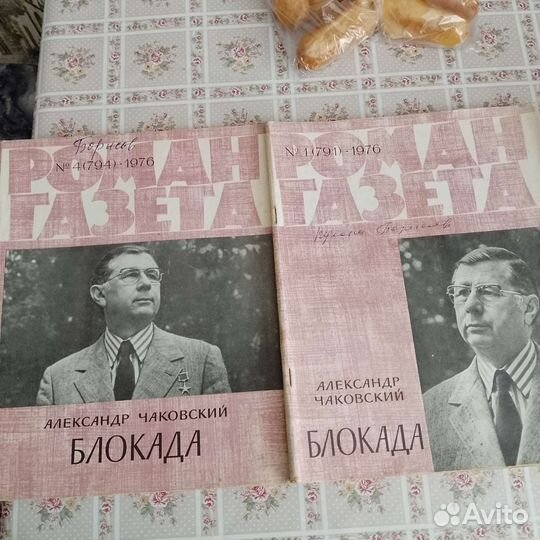 Борисов
РОМАН
№ 4 (794) · 1976
ГАЗЕТА
АЛЕКСАНДР ЧАКОВСКИЙ
БЛОКАДА
РОМАН
№ 1 (791) · 1976
ГАЗЕТА
АЛЕКСАНДР
ЧАКОВСКИЙ
БЛОКАДА
Avito